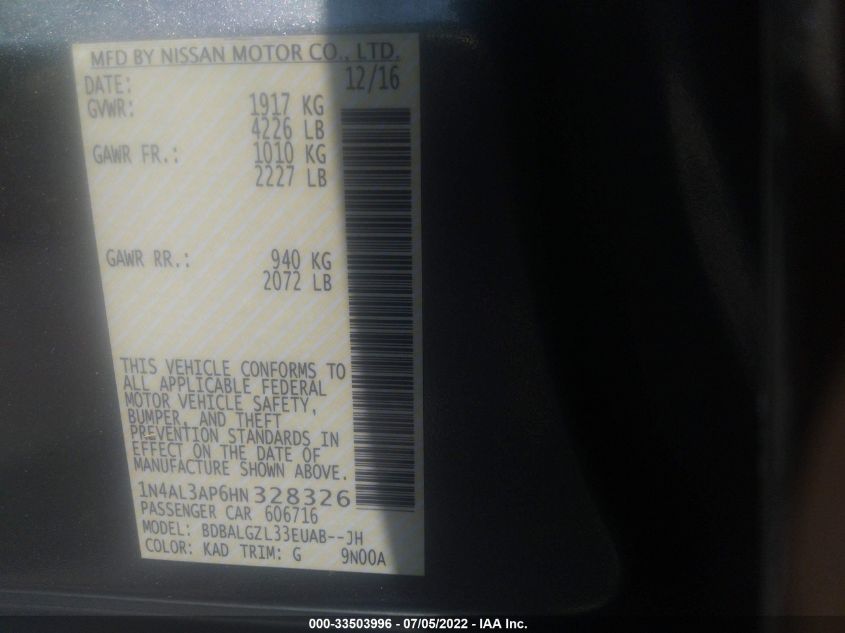 MFD BY NISSAN MOTOR CO., LTD.
DATE: 12/16
GVWR: 1917 KG
4226 LB
GAWR FR.: 1010 KG
2227 LB
GAWR RR.: 940 KG
2072 LB
THIS VEHICLE CONFORMS TO
ALL APPLICABLE FEDERAL
MOTOR VEHICLE SAFETY,
BUMPER, AND THEFT
PREVENTION STANDARDS IN
EFFECT ON THE DATE OF
MANUFACTURE SHOWN ABOVE.
1N4AL3AP6HN328326
PASSENGER CAR 606716
MODEL: BDBALGZL33EUAB--JH
COLOR: KAD TRIM: G 9N00A
000-33503996 - 07/05/2022 - IAA Inc.